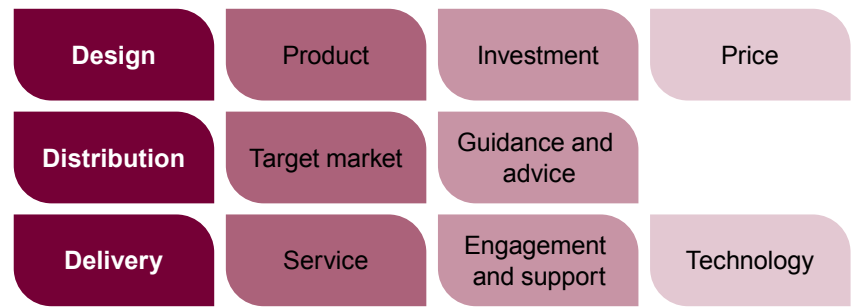 Design
Product
Investment
Price
Distribution
Target market
Guidance and
advice
Delivery
Service
Engagement
and support
Technology